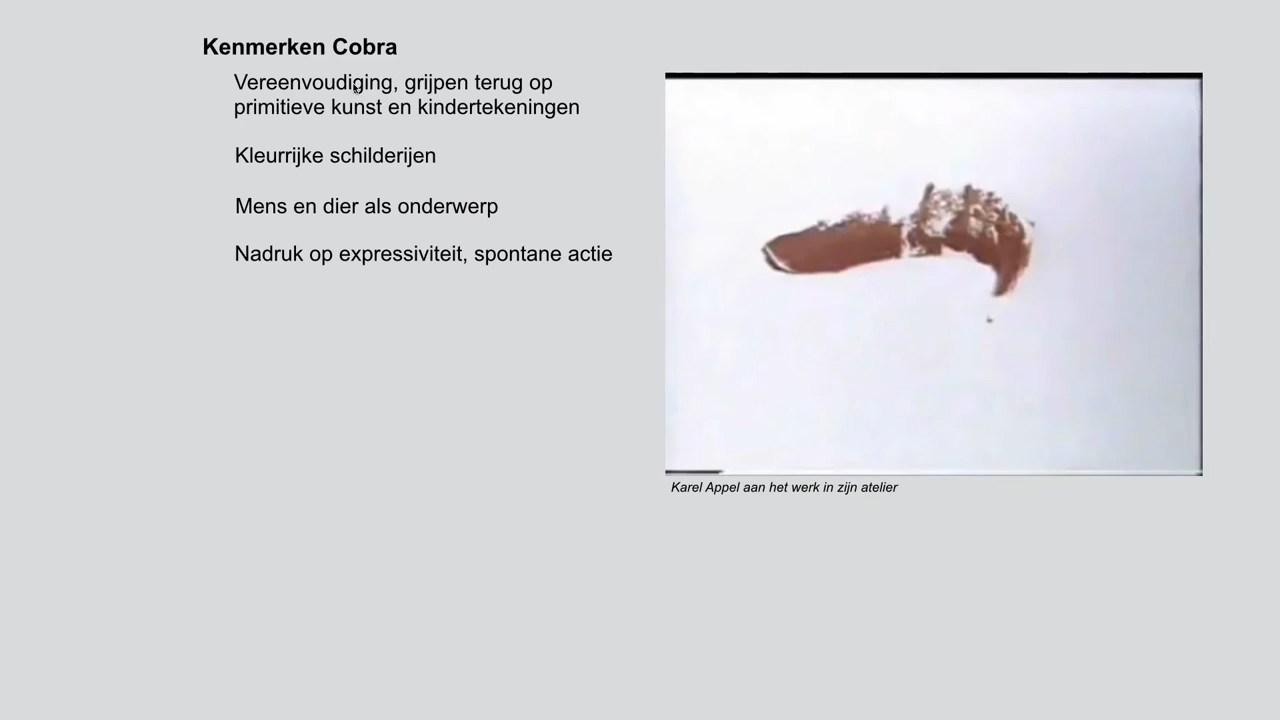 Kenmerken Cobra
Vereenvoudiging, grijpen terug op
primitieve kunst en kindertekeningen
Kleurrijke schilderijen
Mens en dier als onderwerp
Nadruk op expressiviteit, spontane actie
Karel Appel aan het werk in zijn atelier